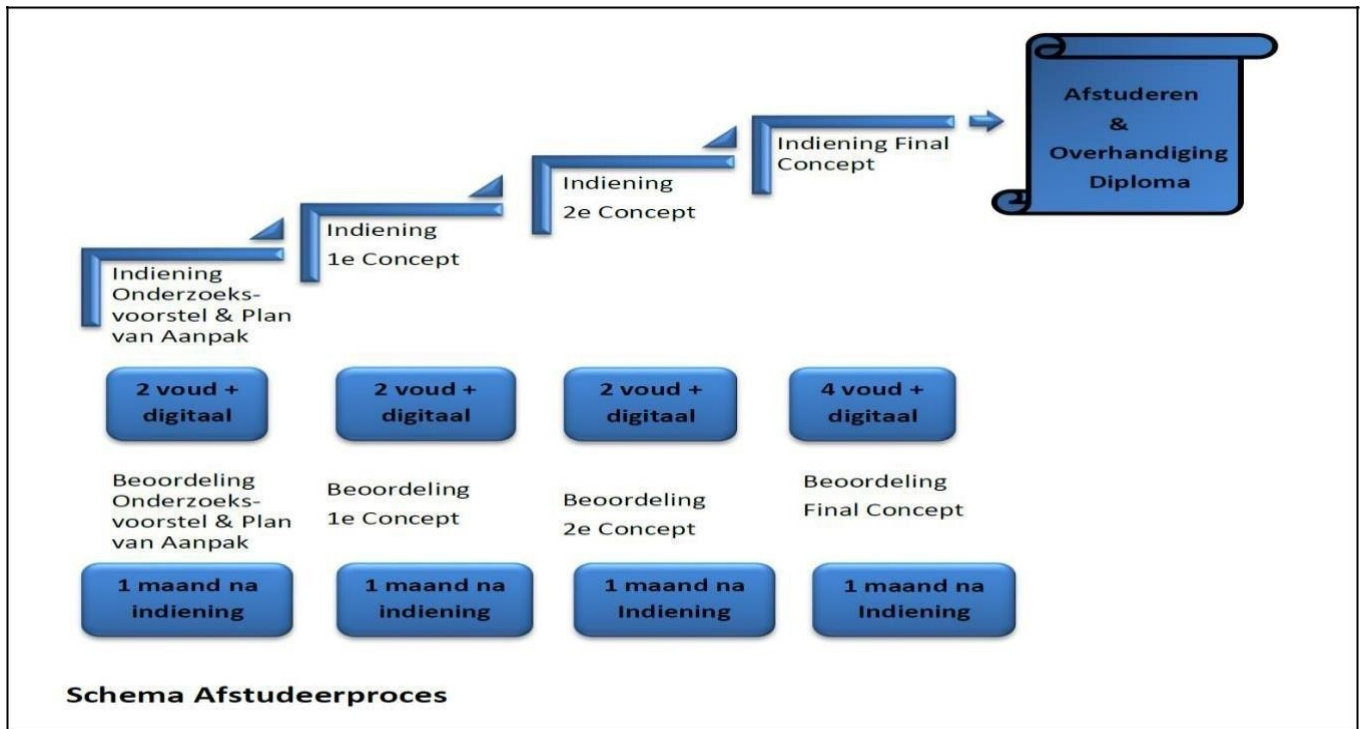 Afstuderen
&
Overhandiging
Diploma
Indiening Final
Concept
Indiening
2e Concept
Indiening
1e Concept
Indiening
Onderzoeks-
voorstel & Plan
van Aanpak
2 voud +
digitaal
2 voud +
digitaal
2 voud +
digitaal
4 voud +
digitaal
Beoordeling
Onderzoeks-
voorstel & Plan
van Aanpak
Beoordeling
1e Concept
Beoordeling
2e Concept
Beoordeling
Final Concept
1 maand na
indiening
1 maand na
indiening
1 maand na
Indiening
1 maand na
Indiening
Schema Afstudeerproces